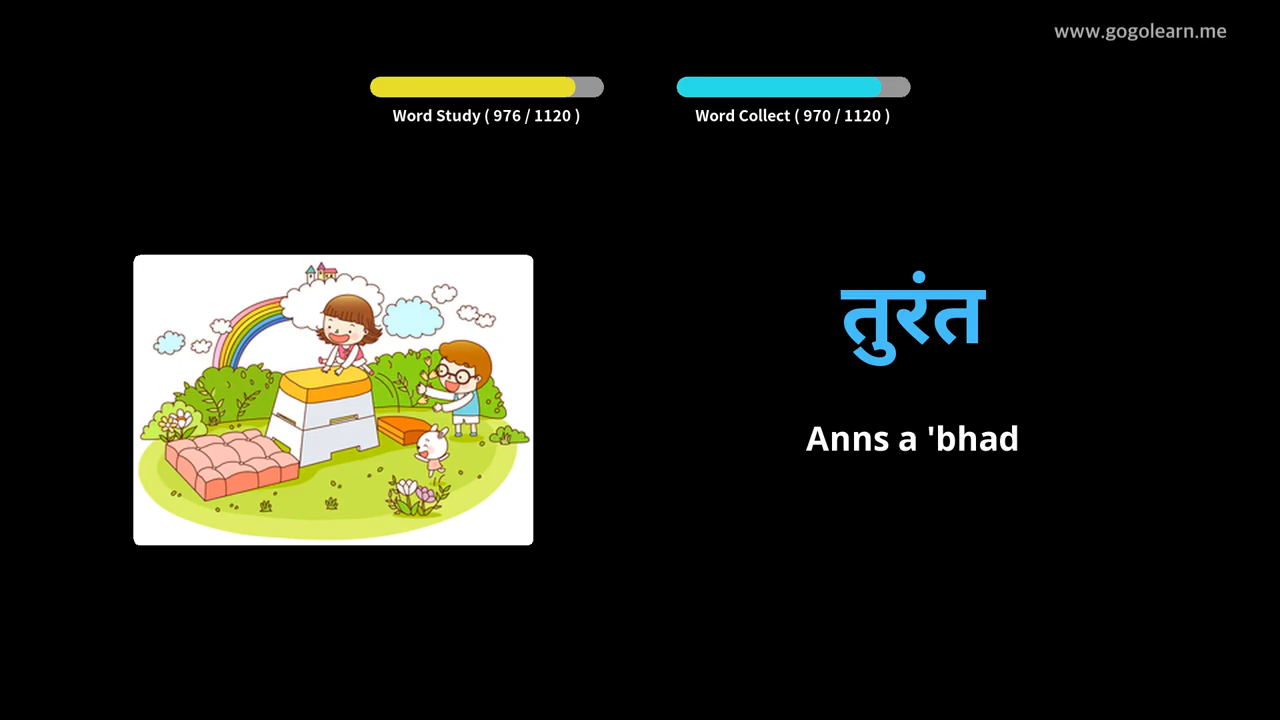 www.gogolearn.me
Word Study ( 976 / 1120 )
Word Collect ( 970 / 1120 )
तुरंत
Anns a 'bhad